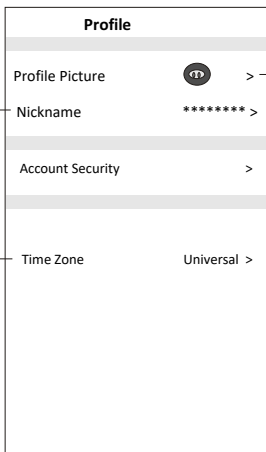 Profile
Profile Picture >
Nickname ******** >
Account Security >
Time Zone Universal >